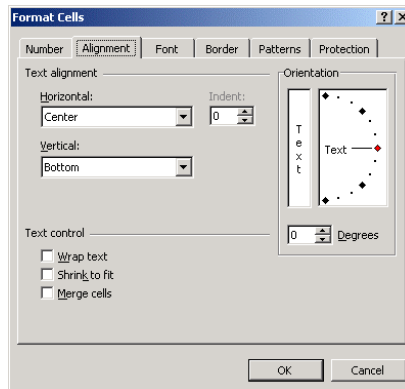 Format Cells
Number Alignment Font Border Patterns Protection
Text alignment
Horizontal:
Center
Indent:
0
Vertical:
Bottom
Orientation
Text
Text
0 Degrees
Text control
Wrap text
Shrink to fit
Merge cells
OK Cancel